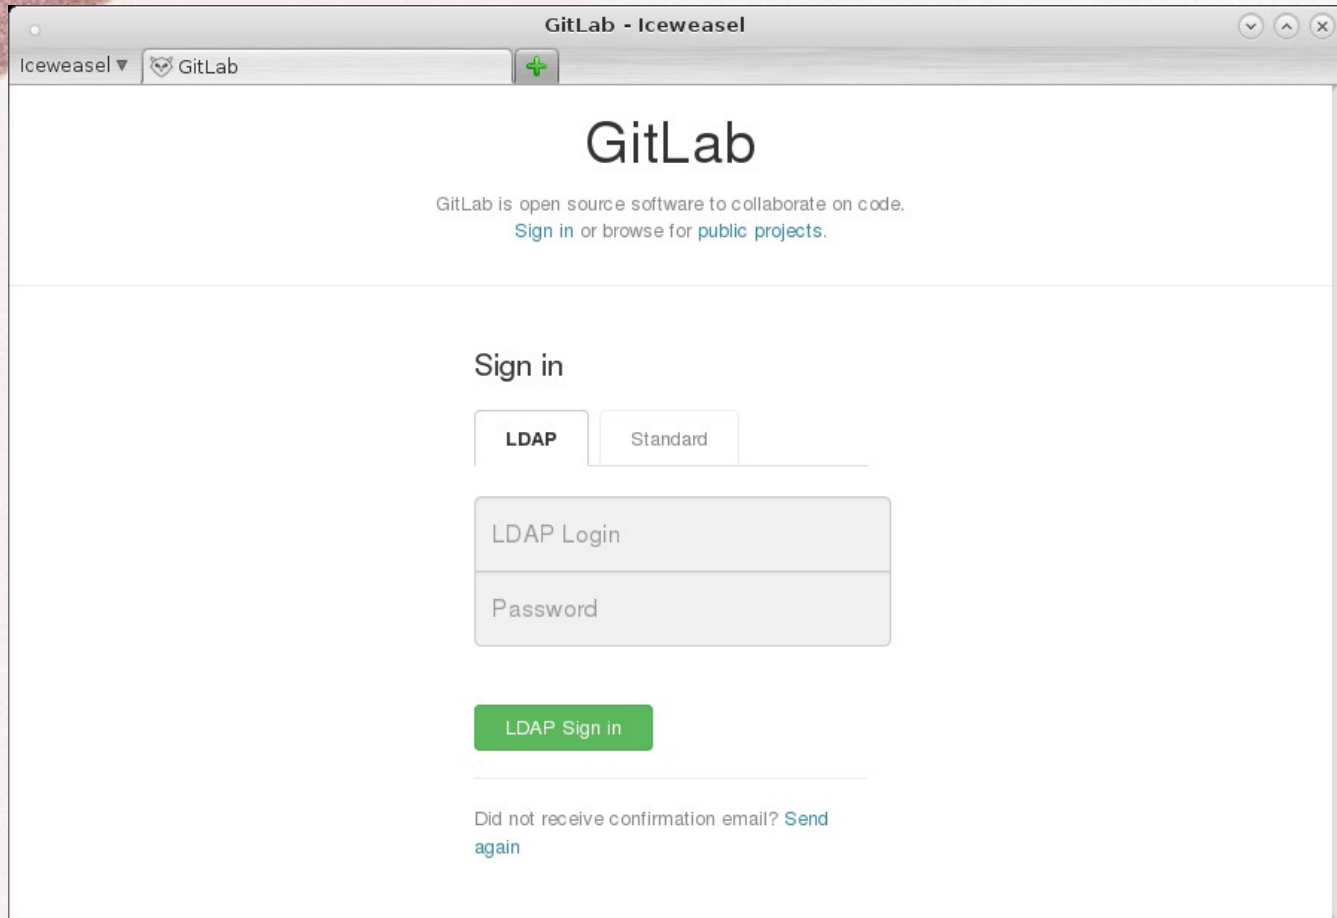 GitLab - Iceweasel
Iceweasel
GitLab
GitLab
GitLab is open source software to collaborate on code.
Sign in or browse for public projects.
Sign in
LDAP
Standard
LDAP Login
Password
LDAP Sign in
Did not receive confirmation email? Send
again